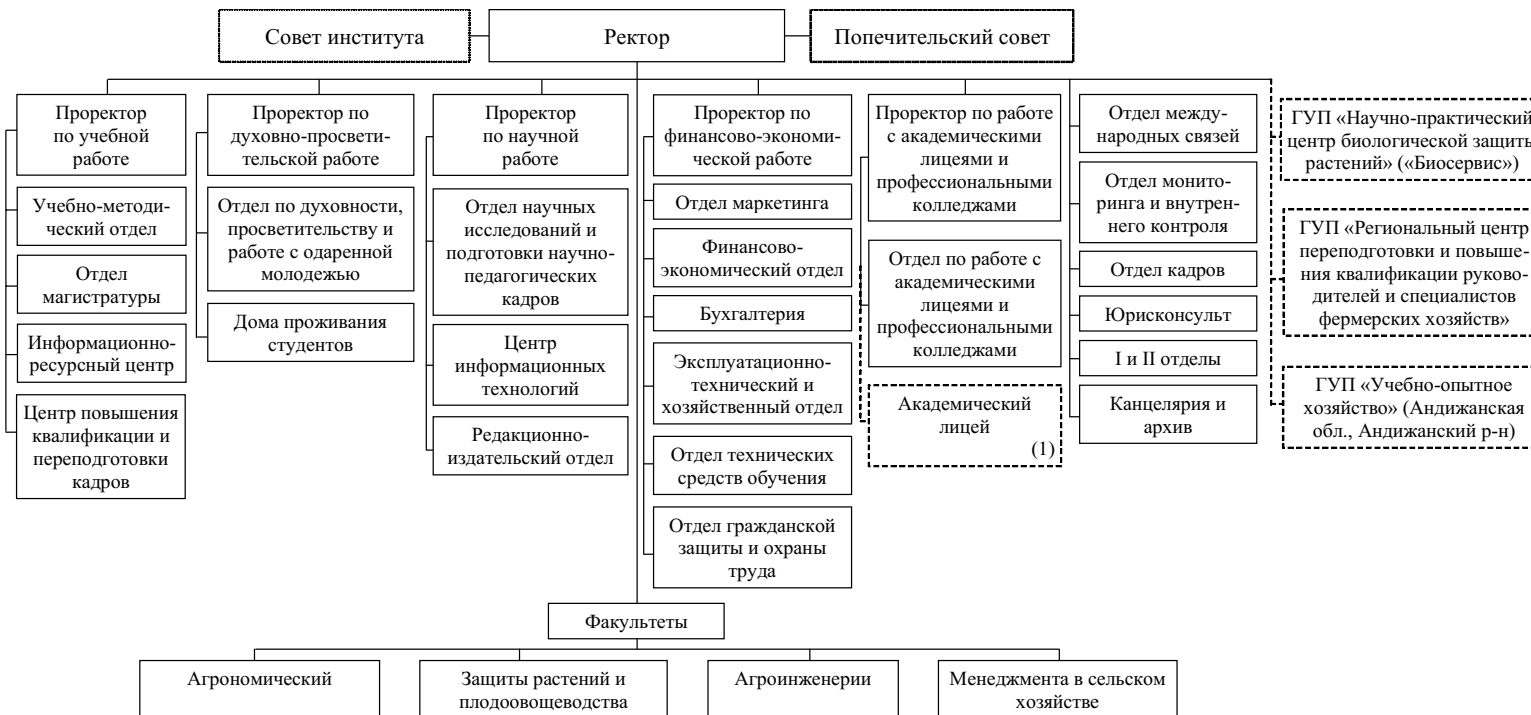 Совет института
Ректор
Попечительский совет
Проректор
по учебной
работе
Учебно-методи-
ческий отдел
Отдел
магистратуры
Информационно-
ресурсный центр
Центр повышения
квалификации и
переподготовки
кадров
Проректор по
духовно-просвети-
тельской работе
Отдел по духовности,
просветительству и
работе с одаренной
молодежью
Дома проживания
студентов
Проректор
по научной
работе
Отдел научных
исследований и
подготовки научно-
педагогических
кадров
Центр
информационных
технологий
Редакционно-
издательский отдел
Проректор по
финансово-экономи-
ческой работе
Отдел маркетинга
Финансово-
экономический отдел
Бухгалтерия
Эксплуатационно-
технический и
хозяйственный отдел
Отдел технических
средств обучения
Отдел гражданской
защиты и охраны
труда
Проректор по работе
с академическими
лицеями и
профессиональными
колледжами
Отдел по работе с
академическими
лицеями и
профессиональными
колледжами
Академический
лицей
(1)
Отдел между-
народных связей
Отдел монито-
ринга и внутрен-
него контроля
Отдел кадров
Юрисконсульт
I и II отделы
Канцелярия и
архив
ГУП «Научно-практический
центр биологической защиты
растений» («Биосервис»)
ГУП «Региональный центр
переподготовки и повыше-
ния квалификации руково-
дителей и специалистов
фермерских хозяйств»
ГУП «Учебно-опытное
хозяйство» (Андижанская
обл., Андижанский р-н)
Факультеты
Агрономический
Защиты растений и
плодоовощеводства
Агроинженерии
Менеджмента в сельском
хозяйстве